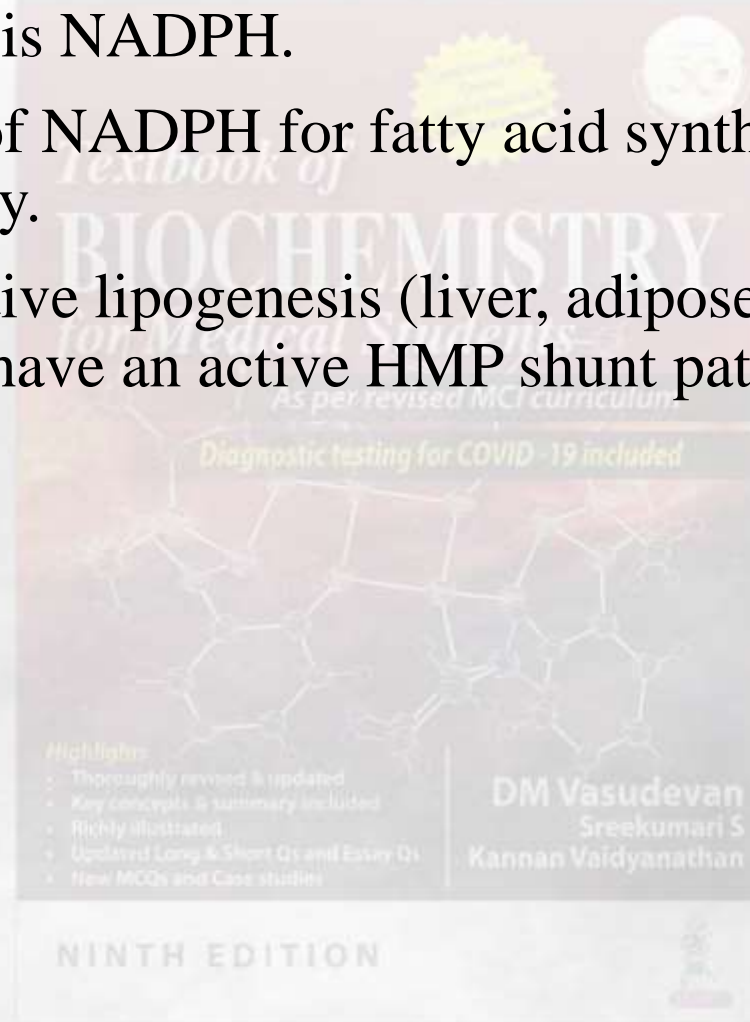 is NADPH.
of NADPH for fatty acid synth
y.
Textbook of
BIOCHEMISTRY
ive lipogenesis (liver, adipose
for Medical Students
have an active HMP shunt pat
As per revised MCI curriculum
Diagnostic testing for COVID -19 included
Highlights
• Thoroughly revised & updated
• Key concepts & summary included
• Richly illustrated
• Updated Long & Short Qs and Essay Qs
• New MCQs and Case studies
DM Vasudevan
Sreekumari S
Kannan Vaidyanathan
NINTH EDITION